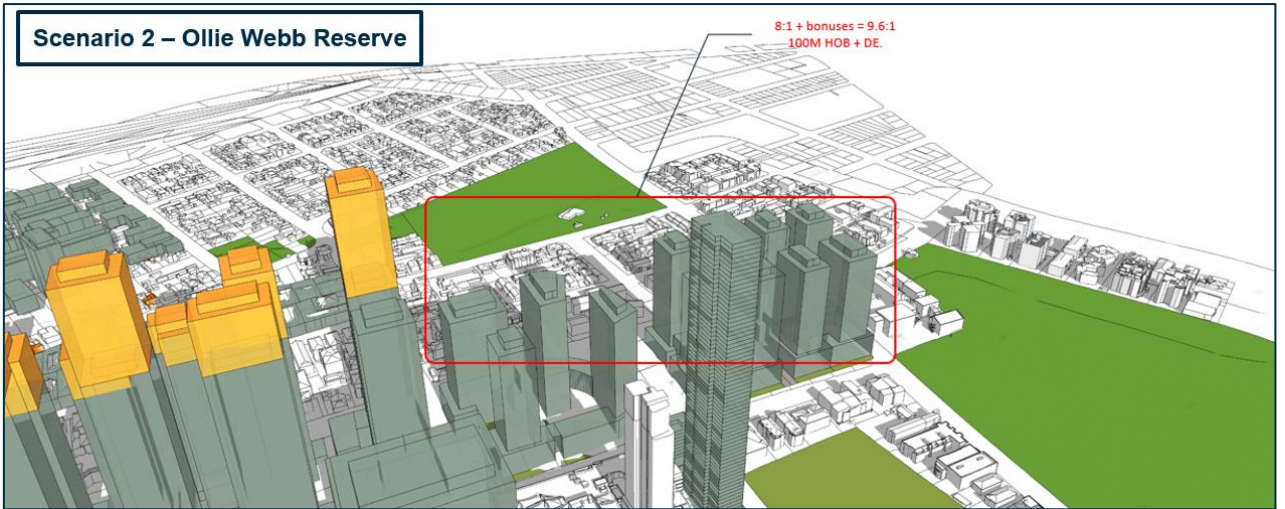 Scenario 2 – Ollie Webb Reserve
8:1 + bonuses = 9.6:1
100M HOB + DE.